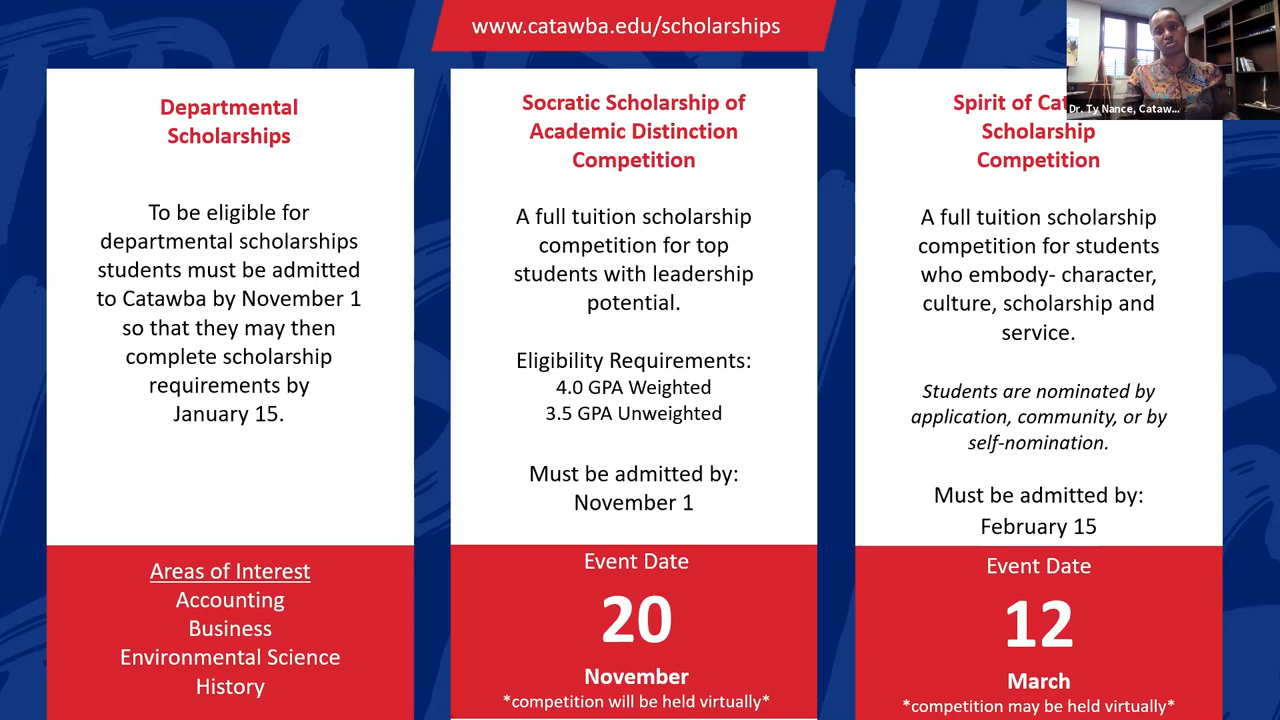 www.catawba.edu/scholarships
Departmental
Scholarships
To be eligible for
departmental scholarships
students must be admitted
to Catawba by November 1
so that they may then
complete scholarship
requirements by
January 15.
Areas of Interest
Accounting
Business
Environmental Science
History
Socratic Scholarship of
Academic Distinction
Competition
A full tuition scholarship
competition for top
students with leadership
potential.
Eligibility Requirements:
4.0 GPA Weighted
3.5 GPA Unweighted
Must be admitted by:
November 1
Event Date
20
November
*competition will be held virtually*
Spirit of Cat
Scholarship
Competition
A full tuition scholarship
competition for students
who embody- character,
culture, scholarship and
service.
Students are nominated by
application, community, or by
self-nomination.
Must be admitted by:
February 15
Event Date
12
March
*competition may be held virtually*
Dr. Ty Nance, Cataw...